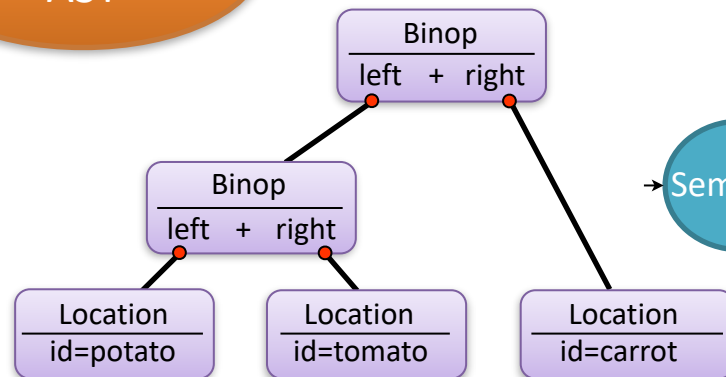 Binop
left + right
Binop
left + right
Location
id=potato
Location
id=tomato
Location
id=carrot